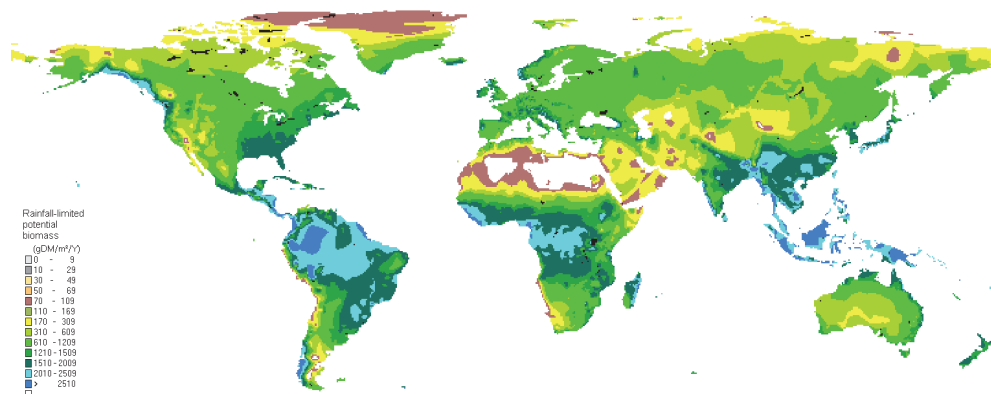 Rainfall-limited
potential
biomass
(gDM/m²/Y)
0 - 9
10 - 29
30 - 49
50 - 69
70 - 109
110 - 169
170 - 309
310 - 609
610 - 1209
1210 - 1509
1510 - 2009
2010 - 2509
> 2510